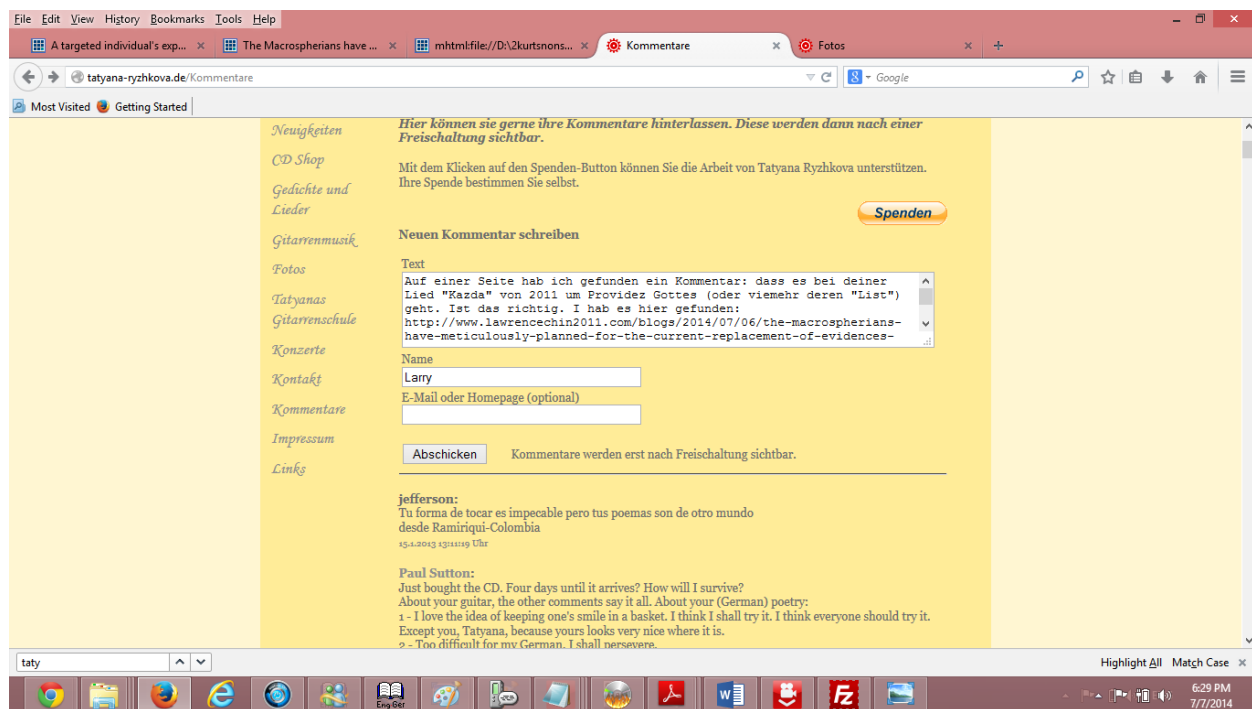 File Edit View History Bookmarks Tools Help
A targeted individual's exp... The Macrospherians have ... mhtml:file://D:\2kurtsnons... Kommentare Fotos
tatyana-ryzhkova.de/Kommentare Google
Most Visited Getting Started
Neuigkeiten
CD Shop
Gedichte und
Lieder
Gitarrenmusik
Fotos
Tatyanas
Gitarrenschule
Konzerte
Kontakt
Kommentare
Impressum
Links
Hier können sie gerne ihre Kommentare hinterlassen. Diese werden dann nach einer
Freischaltung sichtbar.
Mit dem Klicken auf den Spenden-Button können Sie die Arbeit von Tatyana Ryzhkova unterstützen.
Ihre Spende bestimmen Sie selbst.
Spenden
Neuen Kommentar schreiben
Text
Auf einer Seite hab ich gefunden ein Kommentar: dass es bei deiner
Lied "Kazda" von 2011 um Providez Gottes (oder viemehr deren "List")
geht. Ist das richtig. I hab es hier gefunden:
http://www.lawrencechin2011.com/blogs/2014/07/06/the-macrospherians-
have-meticulously-planned-for-the-current-replacement-of-evidences-
Name
Larry
E-Mail oder Homepage (optional)
Abschicken Kommentare werden erst nach Freischaltung sichtbar.
jefferson:
Tu forma de tocar es impecable pero tus poemas son de otro mundo
desde Ramiriqui-Colombia
15.1.2013 13:11:19 Uhr
Paul Sutton:
Just bought the CD. Four days until it arrives? How will I survive?
About your guitar, the other comments say it all. About your (German) poetry:
1 - I love the idea of keeping one's smile in a basket. I think I shall try it. I think everyone should try it.
Except you, Tatyana, because yours looks very nice where it is.
2 - Too difficult for my German. I shall persevere.
taty Highlight All Match Case
Eng-Ger
6:29 PM
7/7/2014